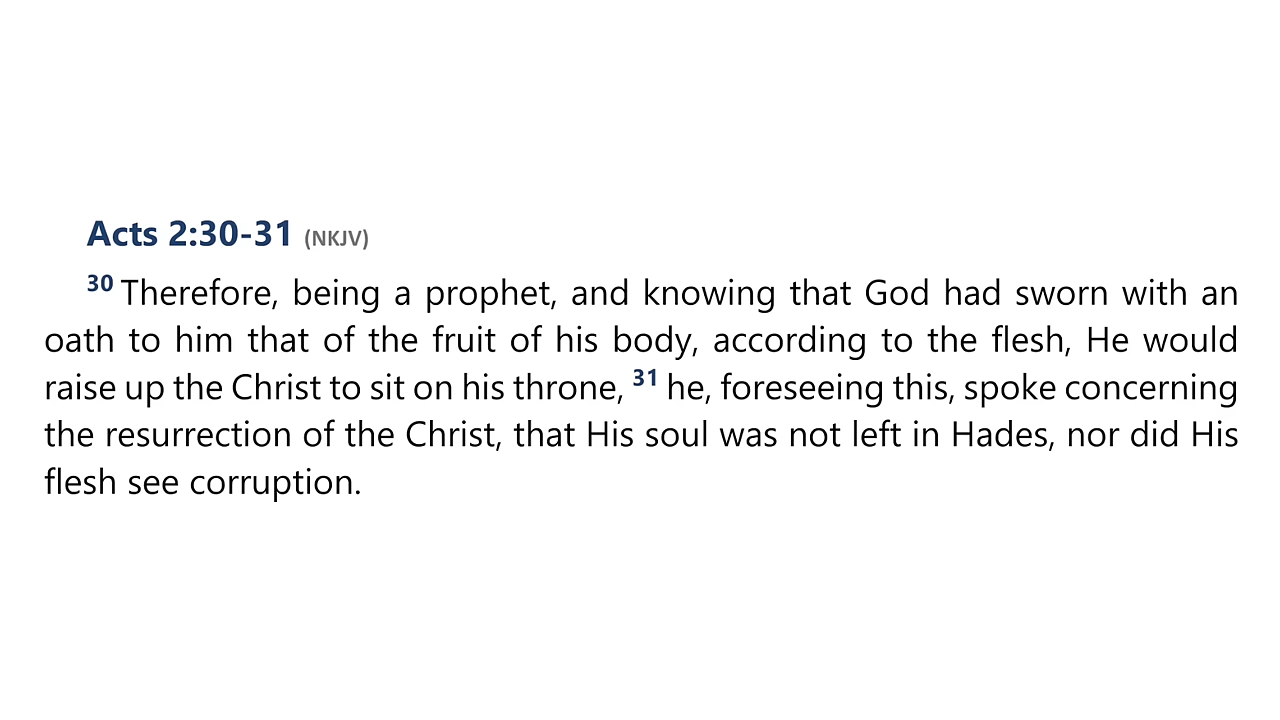 Acts 2:30-31 (NKJV)
30 Therefore, being a prophet, and knowing that God had sworn with an
oath to him that of the fruit of his body, according to the flesh, He would
raise up the Christ to sit on his throne, 31 he, foreseeing this, spoke concerning
the resurrection of the Christ, that His soul was not left in Hades, nor did His
flesh see corruption.